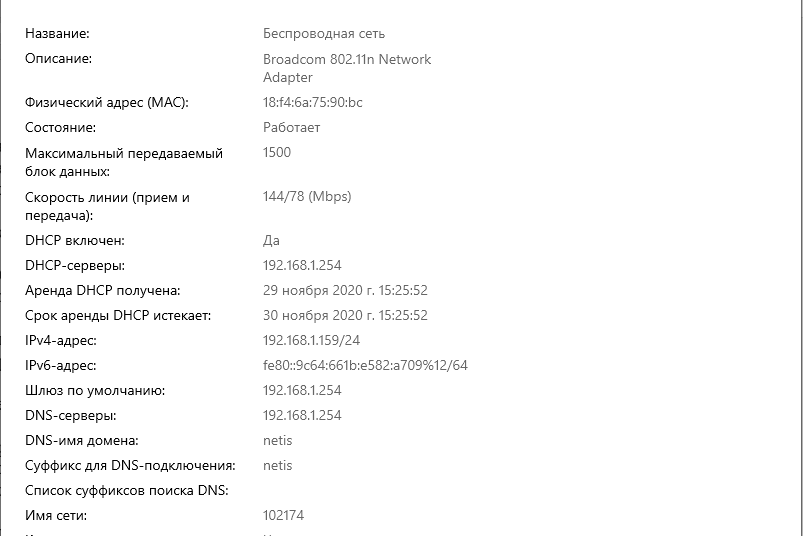 Название: Беспроводная сеть
Описание: Broadcom 802.11n Network
Adapter
Физический адрес (MAC): 18:f4:6a:75:90:bc
Состояние: Работает
Максимальный передаваемый 1500
блок данных:
Скорость линии (прием и 144/78 (Mbps)
передача):
DHCP включен: Да
DHCP-серверы: 192.168.1.254
Аренда DHCP получена: 29 ноября 2020 г. 15:25:52
Срок аренды DHCP истекает: 30 ноября 2020 г. 15:25:52
IPv4-адрес: 192.168.1.159/24
IPv6-адрес: fe80::9c64:661b:e582:a709%12/64
Шлюз по умолчанию: 192.168.1.254
DNS-серверы: 192.168.1.254
DNS-имя домена: netis
Суффикс для DNS-подключения: netis
Список суффиксов поиска DNS:
Имя сети: 102174